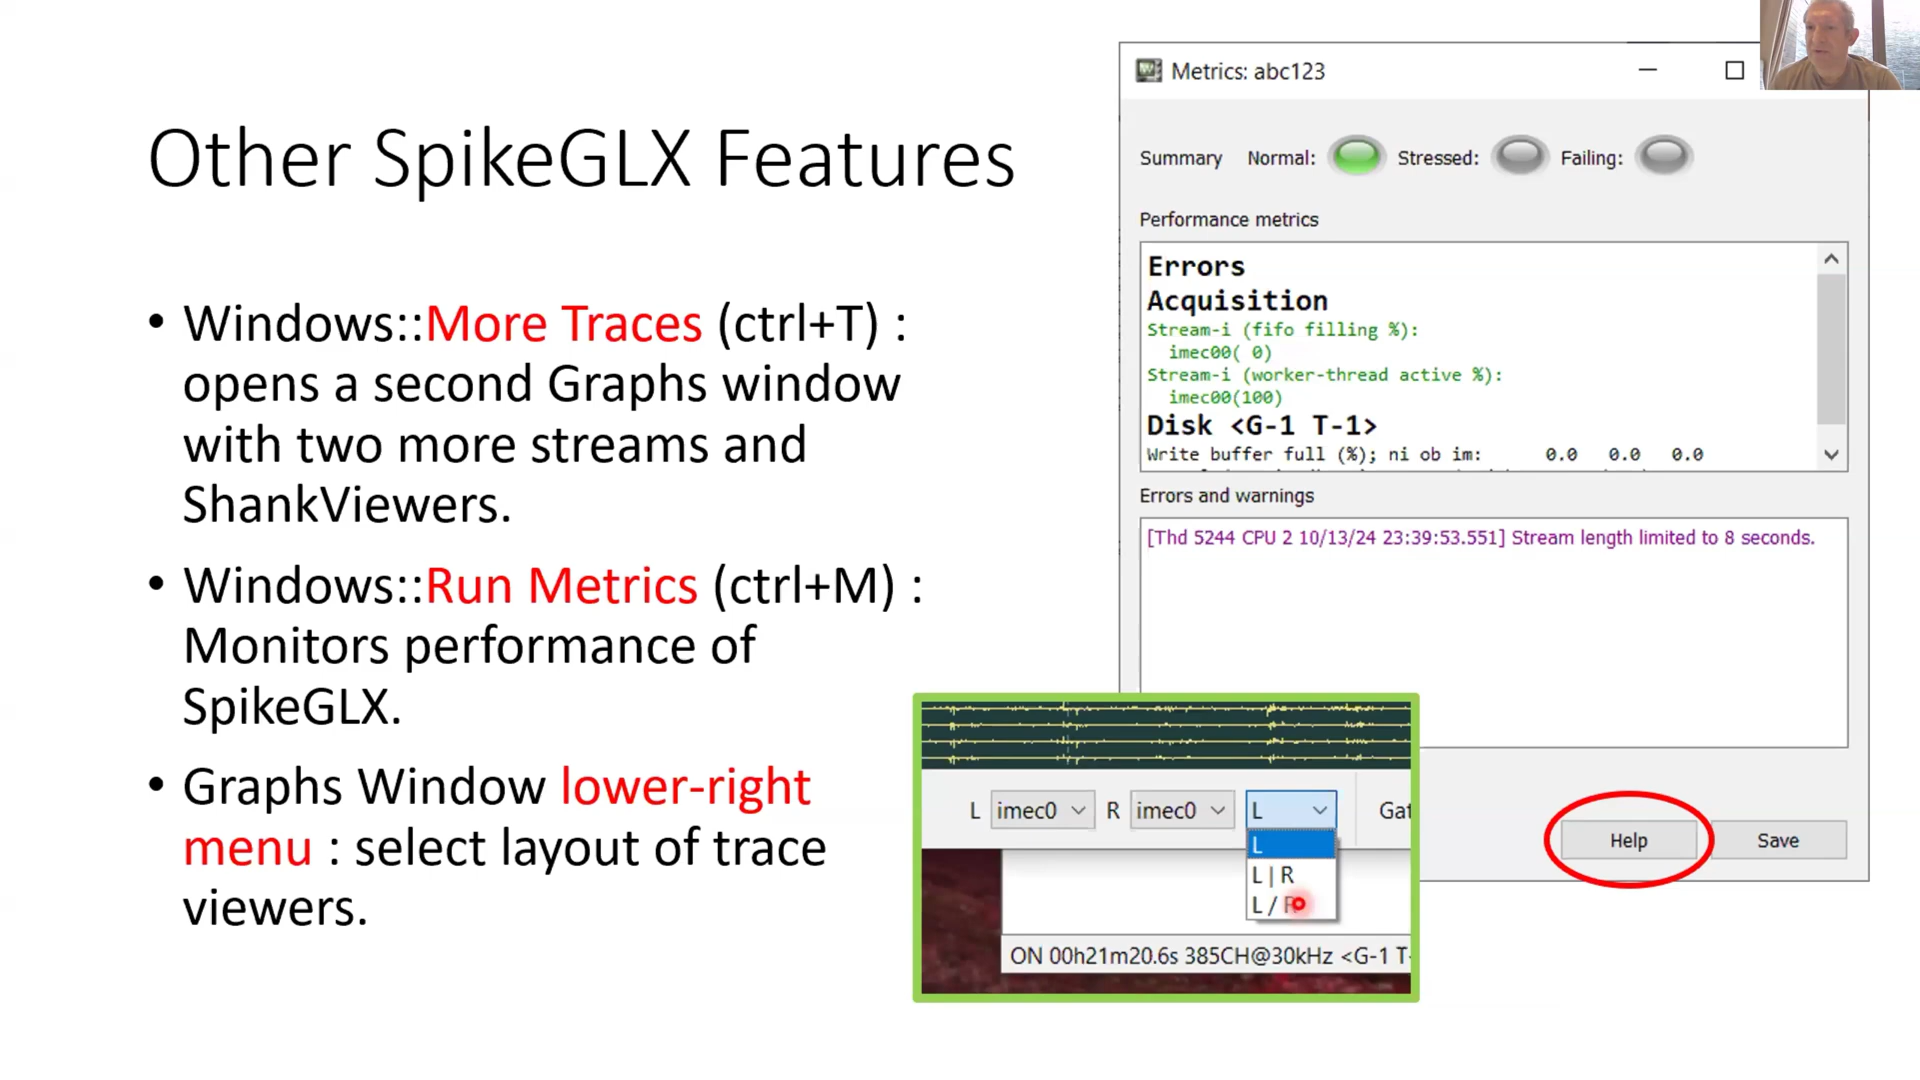 Other SpikeGLX Features
• Windows::More Traces (ctrl+T) :
opens a second Graphs window
with two more streams and
ShankViewers.
• Windows::Run Metrics (ctrl+M) :
Monitors performance of
SpikeGLX.
• Graphs Window lower-right
menu : select layout of trace
viewers.
Metrics: abc123
Summary Normal: Stressed: Failing:
Performance metrics
Errors
Acquisition
Stream-i (fifo filling %):
imec00( 0)
Stream-i (worker-thread active %):
imec00(100)
Disk <G-1 T-1>
Write buffer full (%); ni ob im: 0.0 0.0 0.0
Errors and warnings
[Thd 5244 CPU 2 10/13/24 23:39:53.551] Stream length limited to 8 seconds.
Help Save
L imec0 R imec0 L Gat
L
L | R
L /
ON 00h21m20.6s 385CH@30kHz <G-1 T-